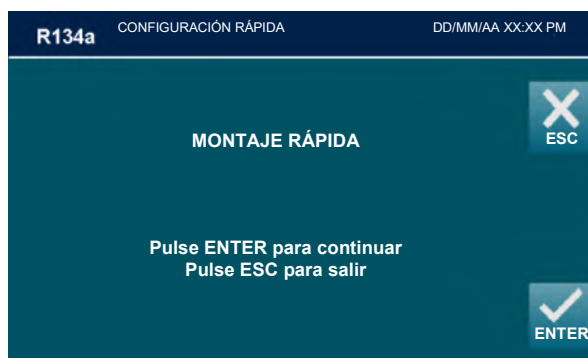 R134a
CONFIGURACIÓN RÁPIDA
DD/MM/AA XX:XX PM
ESC
MONTAJE RÁPIDA
Pulse ENTER para continuar
Pulse ESC para salir
ENTER